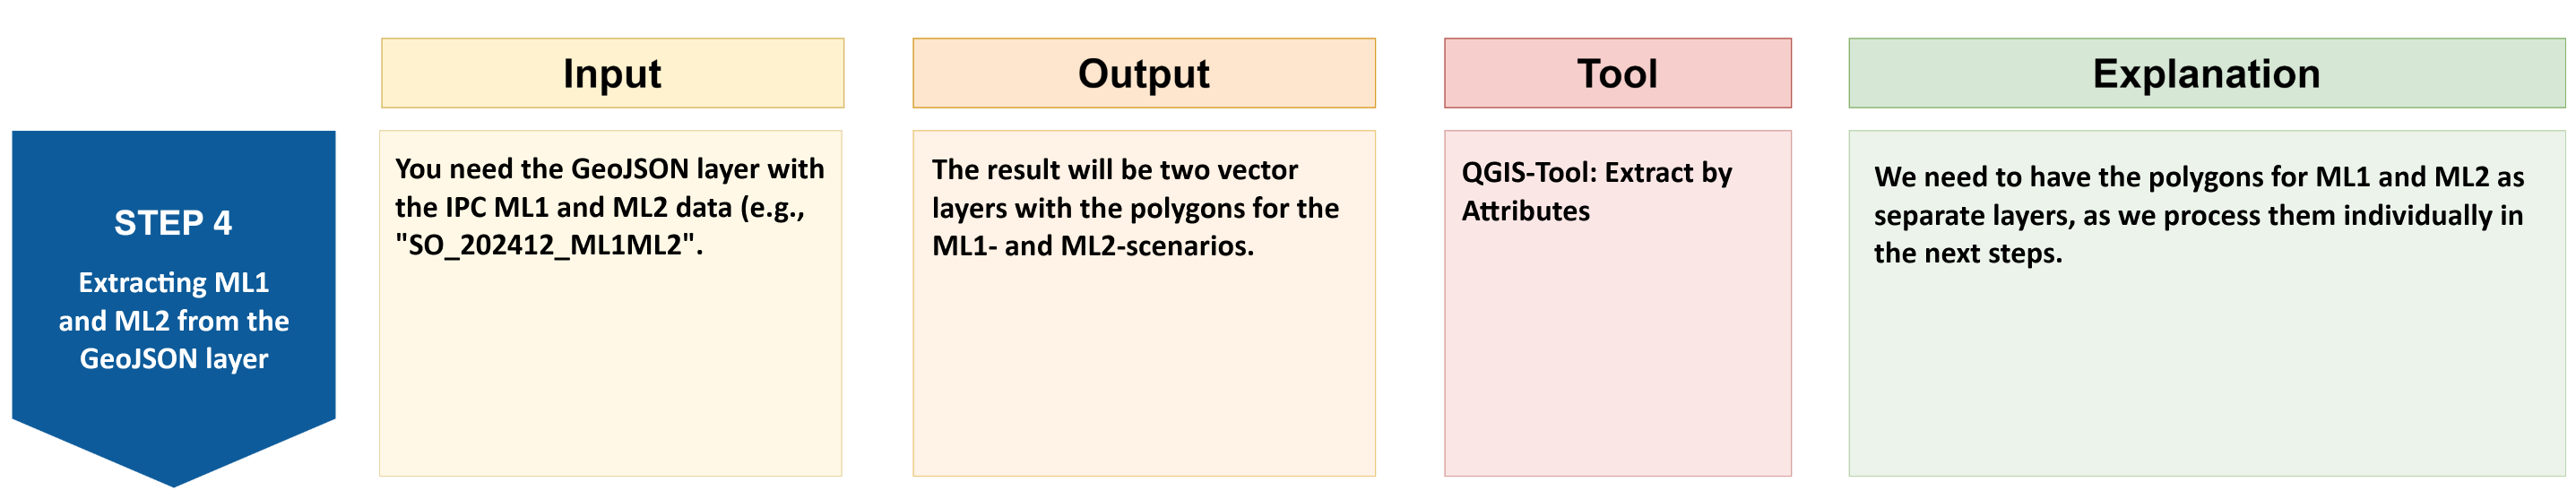 Input
Output
Tool
Explanation
STEP 4
Extracting ML1
and ML2 from the
GeoJSON layer
You need the GeoJSON layer with
the IPC ML1 and ML2 data (e.g.,
"SO_202412_ML1ML2".
The result will be two vector
layers with the polygons for the
ML1- and ML2-scenarios.
QGIS-Tool: Extract by
Attributes
We need to have the polygons for ML1 and ML2 as
separate layers, as we process them individually in
the next steps.